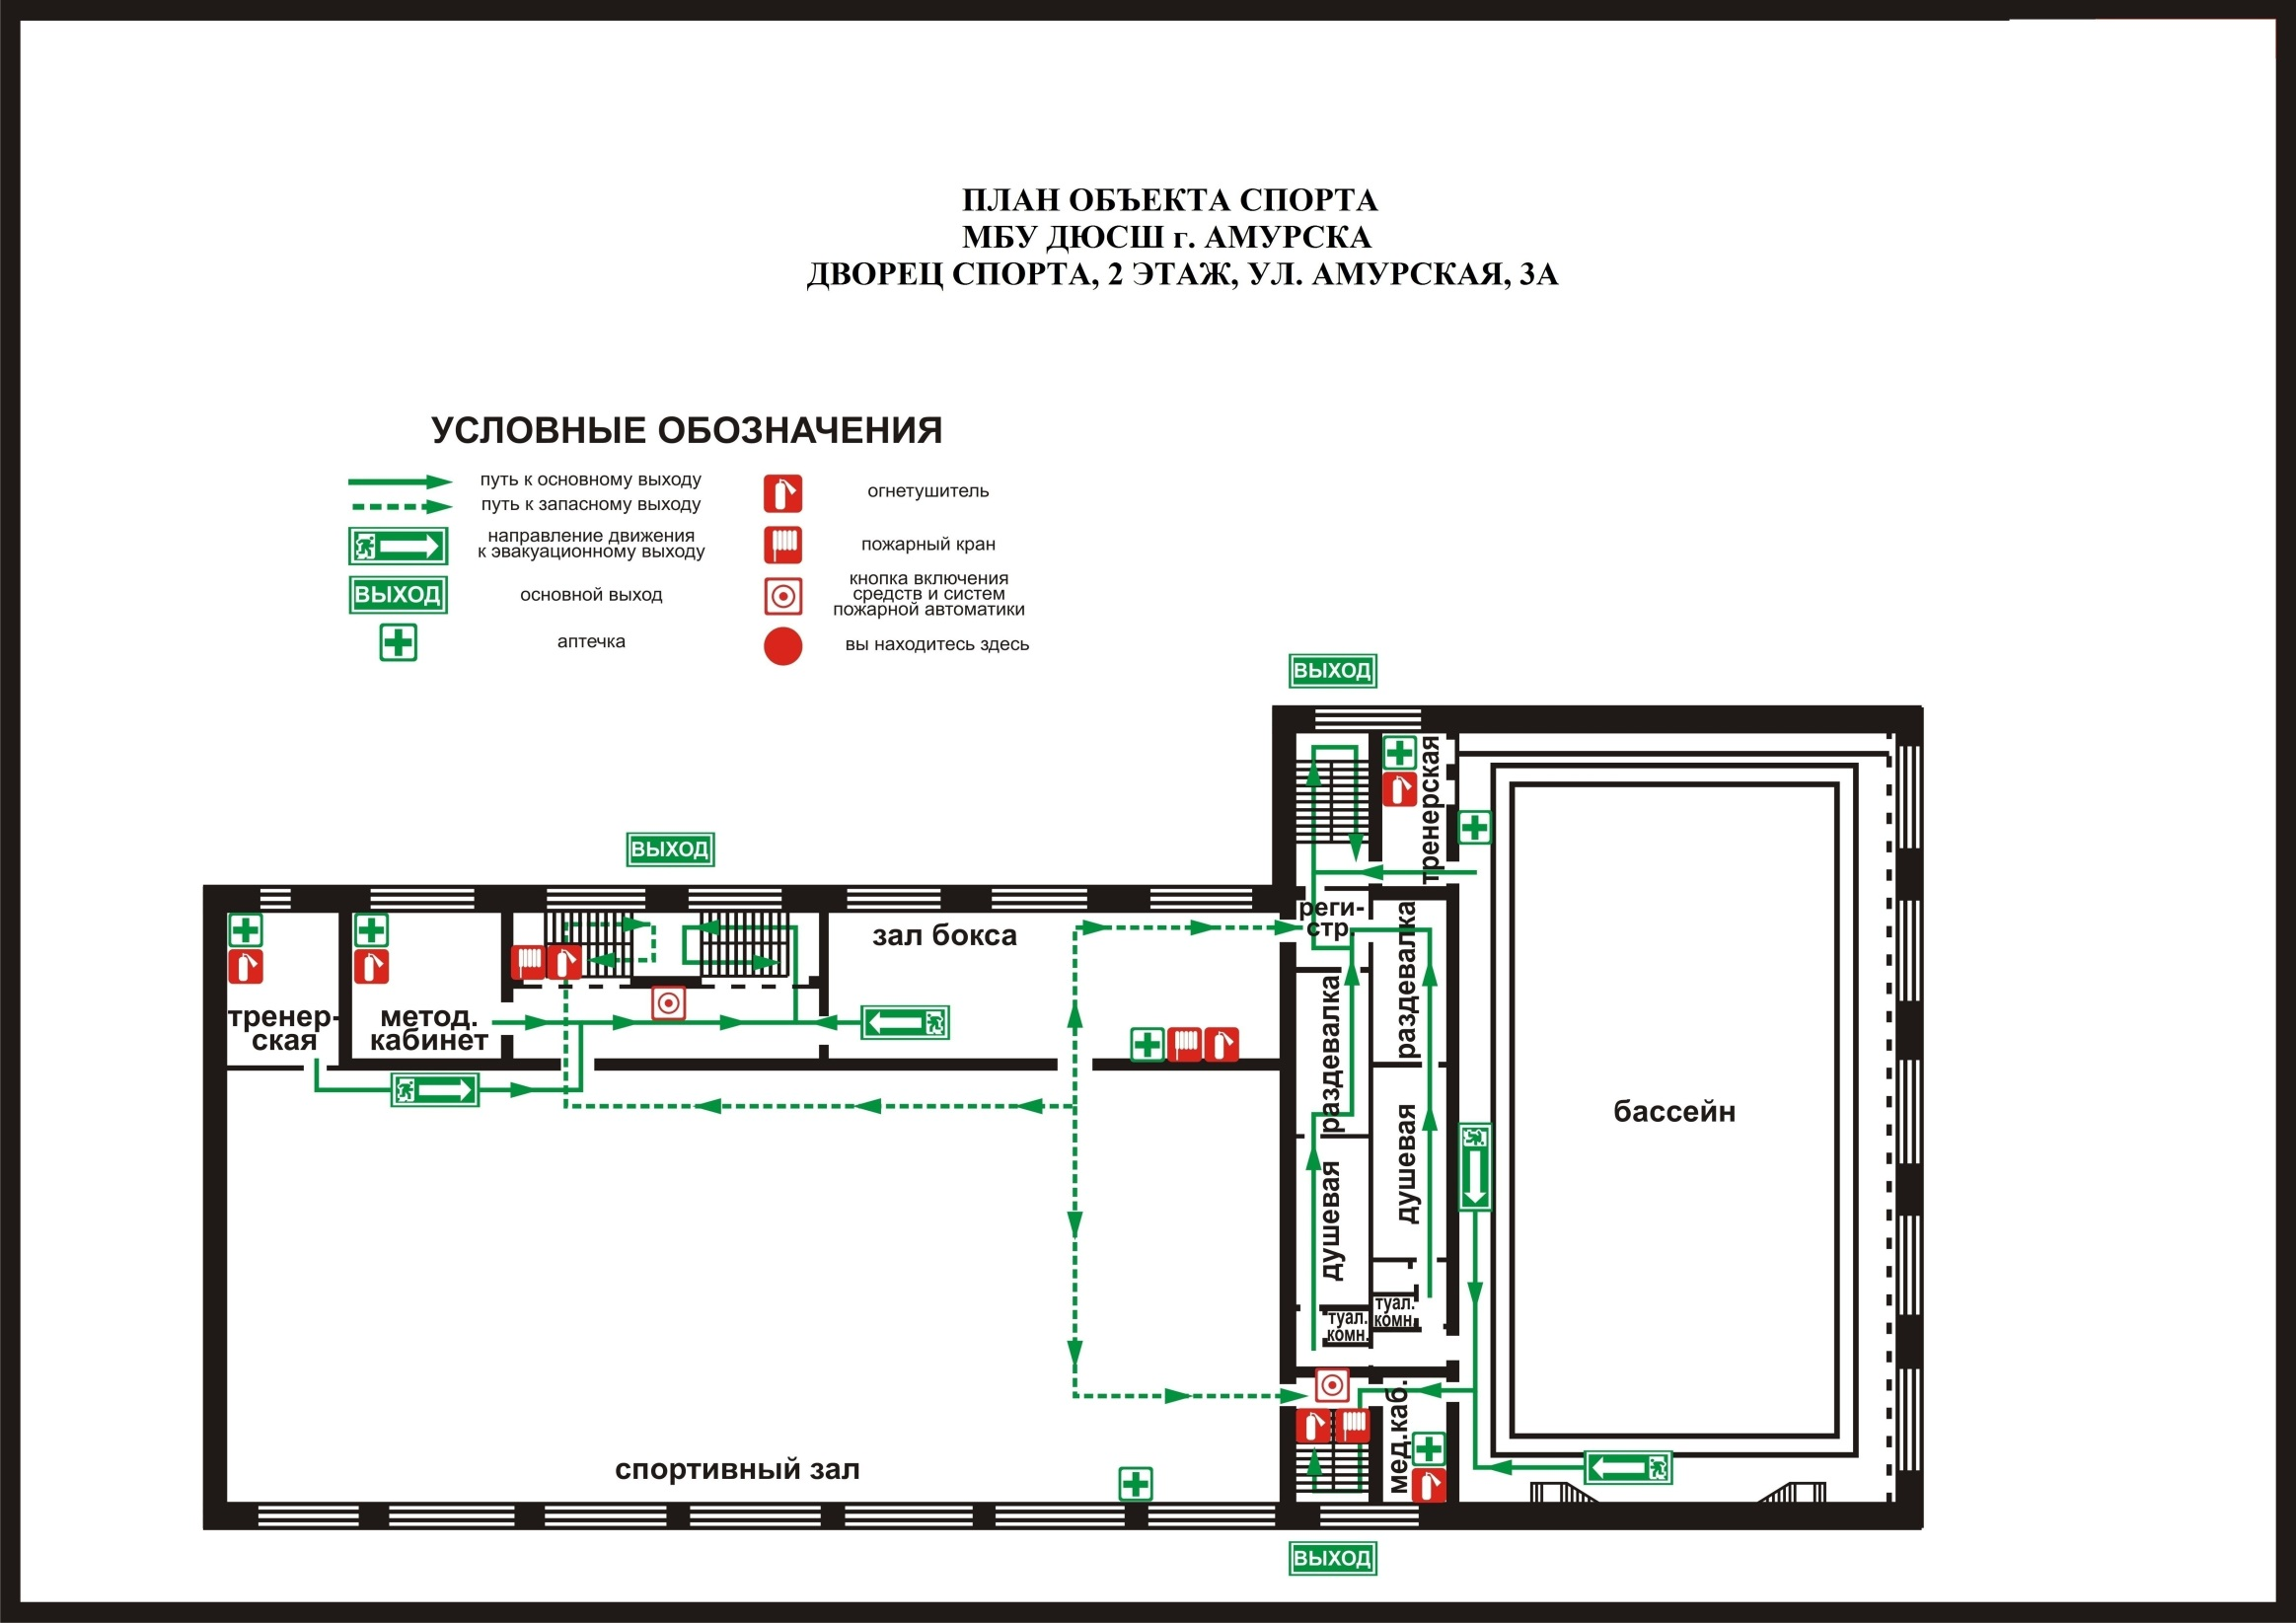 ПЛАН ОБЪЕКТА СПОРТА
МБУ ДЮСШ г. АМУРСКА
ДВОРЕЦ СПОРТА, 2 ЭТАЖ, УЛ. АМУРСКАЯ, 3А
УСЛОВНЫЕ ОБОЗНАЧЕНИЯ
путь к основному выходу
путь к запасному выходу
направление движения
к эвакуационному выходу
ВЫХОД
основной выход
аптечка
огнетушитель
пожарный кран
кнопка включения
средств и систем
пожарной автоматики
вы находитесь здесь
ВЫХОД
ВЫХОД
тренерская
реги-
стр.
раздевалка
зал бокса
тренер-
ская
метод.
кабинет
раздевалка
бассейн
душевая
душевая
туал.
комн.
туал.
комн.
мед.каб.
спортивный зал
ВЫХОД